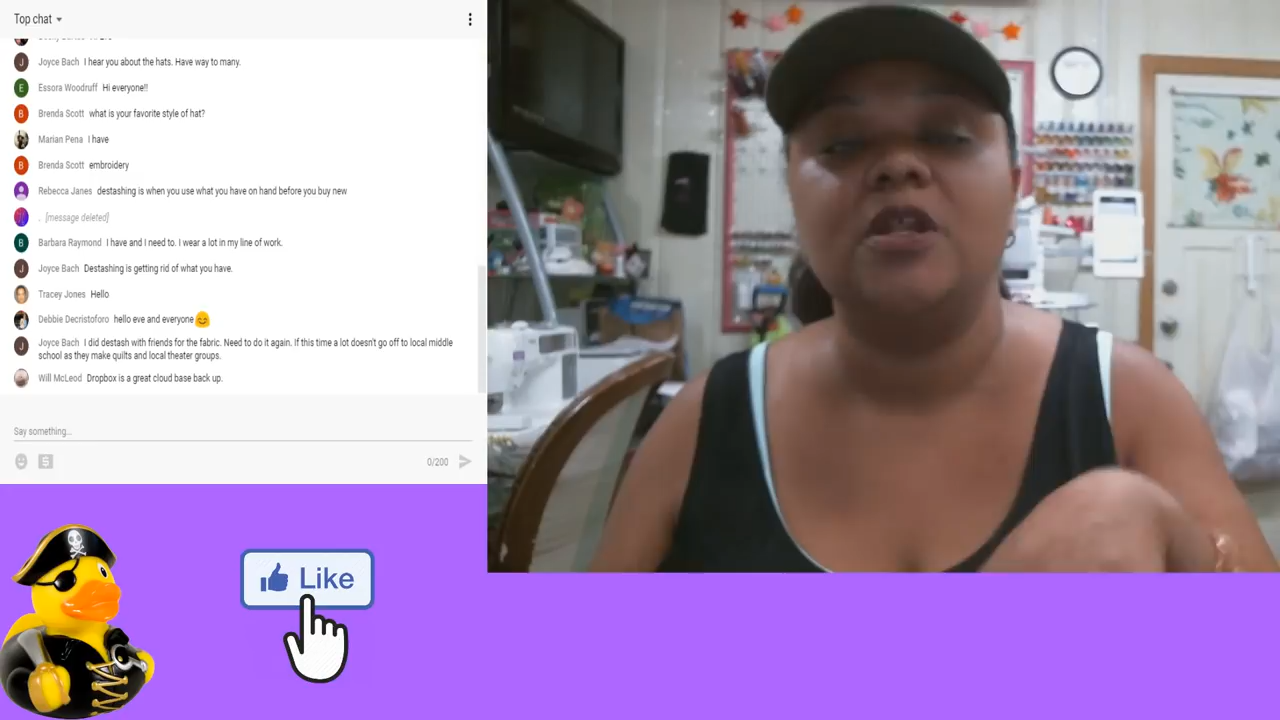 Top chat
Joyce Bach I hear you about the hats. Have way to many.
E Essora Woodruff Hi everyone!!
B Brenda Scott what is your favorite style of hat?
Marian Pena I have
B Brenda Scott embroidery
Rebecca Janes destashing is when you use what you have on hand before you buy new
. [message deleted]
B Barbara Raymond I have and I need to. I wear a lot in my line of work.
J Joyce Bach Destashing is getting rid of what you have.
Tracey Jones Hello
Debbie Decristoforo hello eve and everyone😊
J Joyce Bach I did destash with friends for the fabric. Need to do it again. If this time a lot doesn't go off to local middle
school as they make quilts and local theater groups.
Will McLeod Dropbox is a great cloud base back up.
Say something...
0/200
Like